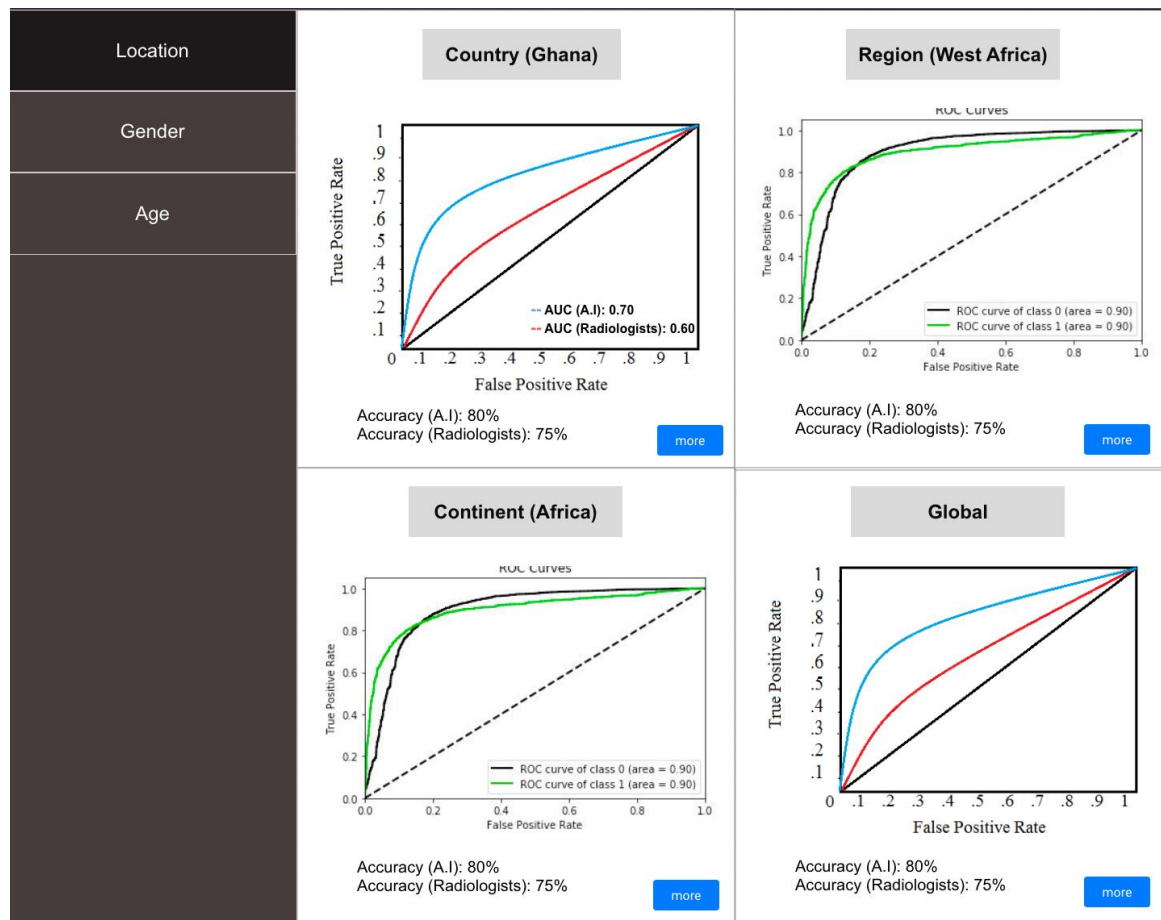 Location
Gender
Age
Country (Ghana)
True Positive Rate
1
.9
.8
.7
.6
.5
.4
.3
.2
.1
-- AUC (A.I): 0.70
-- AUC (Radiologists): 0.60
0 .1 .2 .3 .4 .5 .6 .7 .8 .9 1
False Positive Rate
Accuracy (A.I): 80%
Accuracy (Radiologists): 75%
more
Region (West Africa)
ROC Curves
True Positive Rate
1.0
0.8
0.6
0.4
0.2
0.0
ROC curve of class 0 (area = 0.90)
ROC curve of class 1 (area = 0.90)
0.0 0.2 0.4 0.6 0.8 1.0
False Positive Rate
Accuracy (A.I): 80%
Accuracy (Radiologists): 75%
more
Continent (Africa)
ROC Curves
True Positive Rate
1.0
0.8
0.6
0.4
0.2
0.0
ROC curve of class 0 (area = 0.90)
ROC curve of class 1 (area = 0.90)
0.0 0.2 0.4 0.6 0.8 1.0
False Positive Rate
Accuracy (A.I): 80%
Accuracy (Radiologists): 75%
more
Global
True Positive Rate
1
.9
.8
.7
.6
.5
.4
.3
.2
.1
0 .1 .2 .3 .4 .5 .6 .7 .8 .9 1
False Positive Rate
Accuracy (A.I): 80%
Accuracy (Radiologists): 75%
more